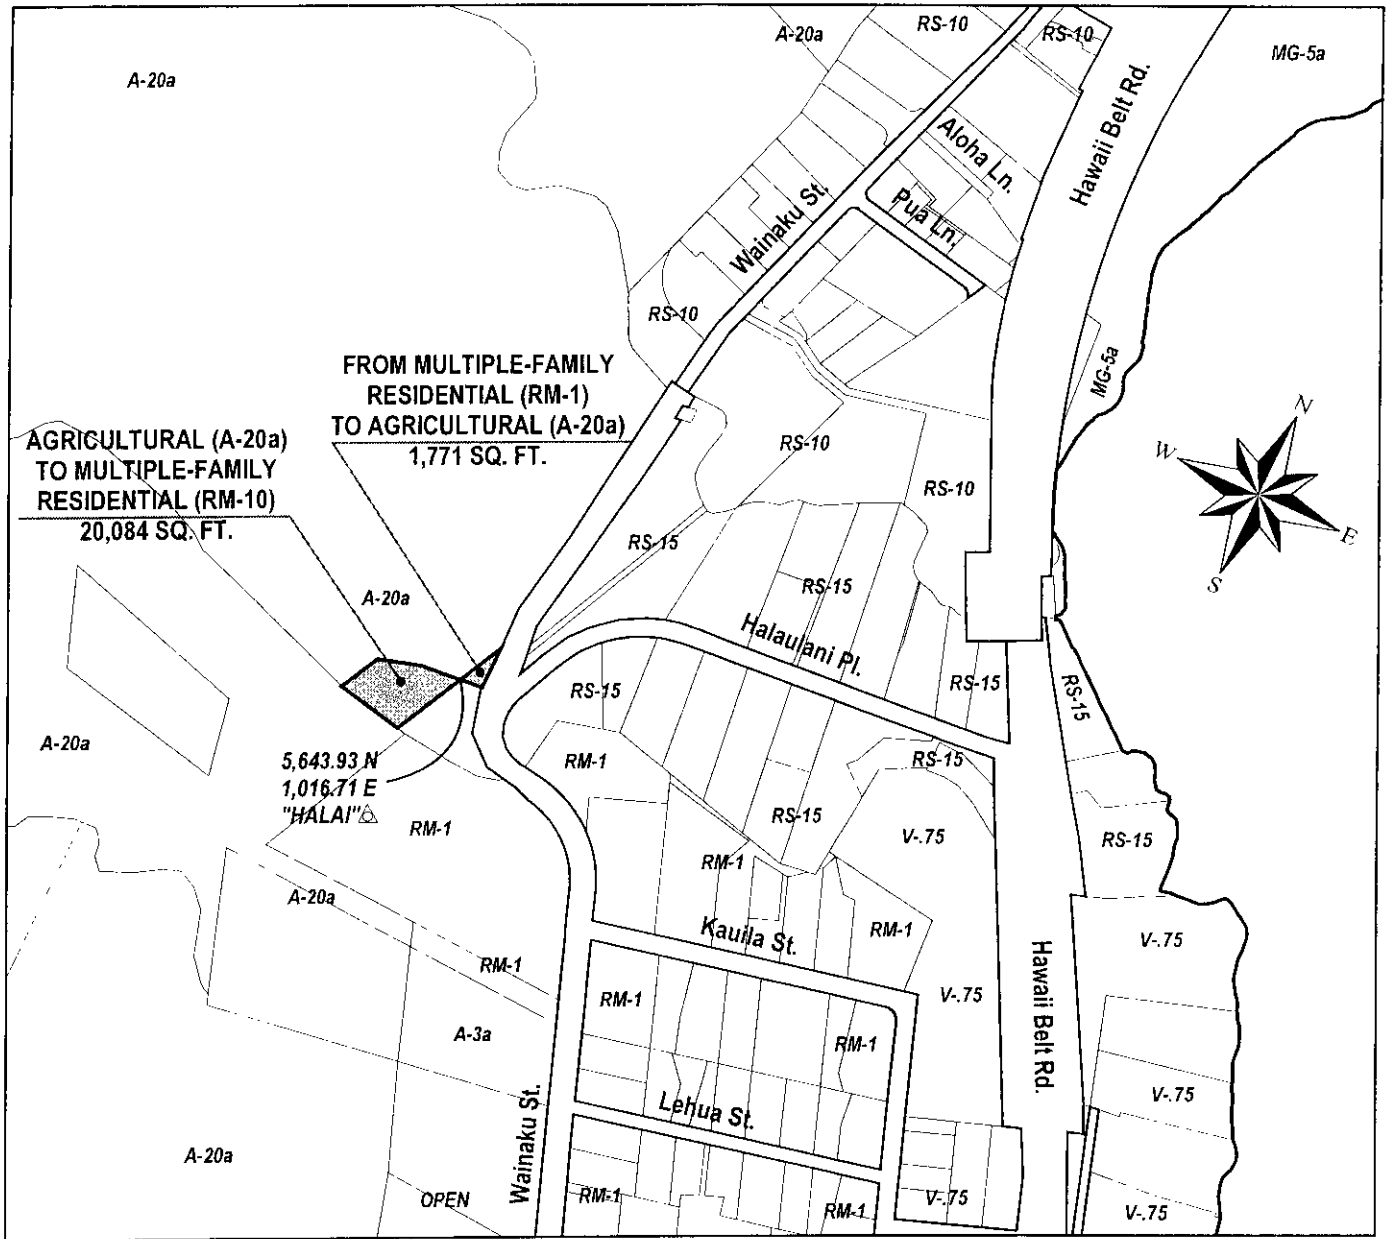 A-20a
A-20a
RS-10
RS-10
MG-5a
Hawaii Belt Rd.
Aloha Ln.
Pua Ln.
Wainaku St.
RS-10
MG-5a
FROM MULTIPLE-FAMILY
RESIDENTIAL (RM-1)
TO AGRICULTURAL (A-20a)
1,771 SQ. FT.
AGRICULTURAL (A-20a)
TO MULTIPLE-FAMILY
RESIDENTIAL (RM-10)
20,084 SQ. FT.
RS-10
RS-10
N
W
E
S
RS-15
A-20a
RS-15
Halaulani Pl.
RS-15
RS-15
RS-15
A-20a
5,643.93 N
1,016.71 E
"HALAI"
RM-1
RS-15
RM-1
RS-15
V-.75
RS-15
RM-1
A-20a
Kauila St.
RM-1
V-.75
RM-1
RM-1
V-.75
Hawaii Belt Rd.
A-3a
RM-1
Lehua St.
V-.75
Wainaku St.
A-20a
OPEN
RM-1
RM-1
V-.75
V-.75